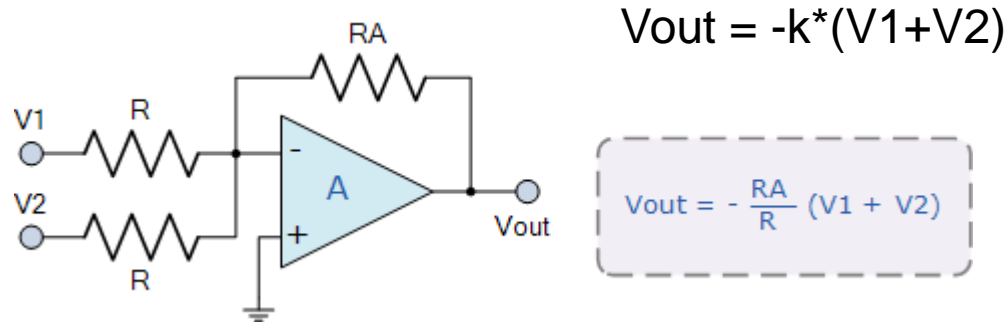 Vout = -k*(V1+V2)
RA
V1
R
-
A
V2
+
R
Vout
Vout = - RA/R (V1 + V2)